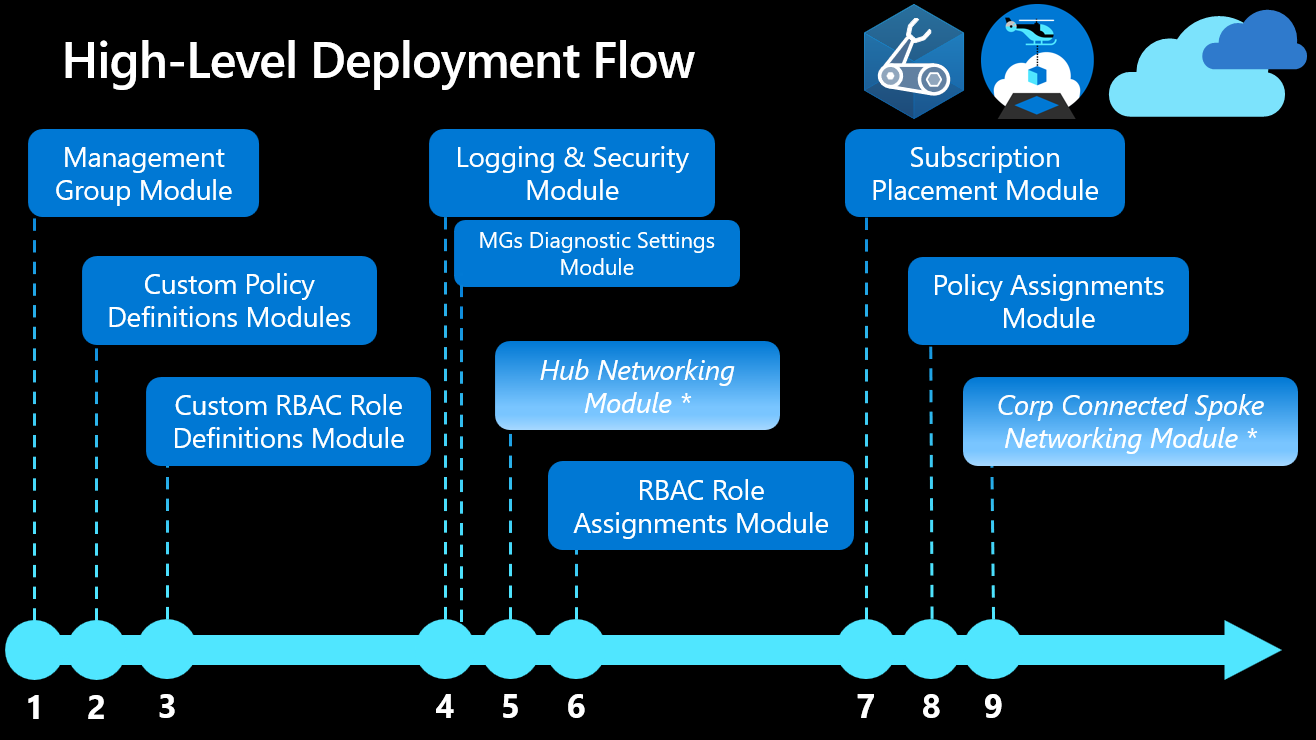 High-Level Deployment Flow
Management
Group Module
Custom Policy
Definitions Modules
Custom RBAC Role
Definitions Module
Logging & Security
Module
MGs Diagnostic Settings
Module
Hub Networking
Module *
RBAC Role
Assignments Module
Subscription
Placement Module
Policy Assignments
Module
Corp Connected Spoke
Networking Module *
1 2 3 4 5 6 7 8 9